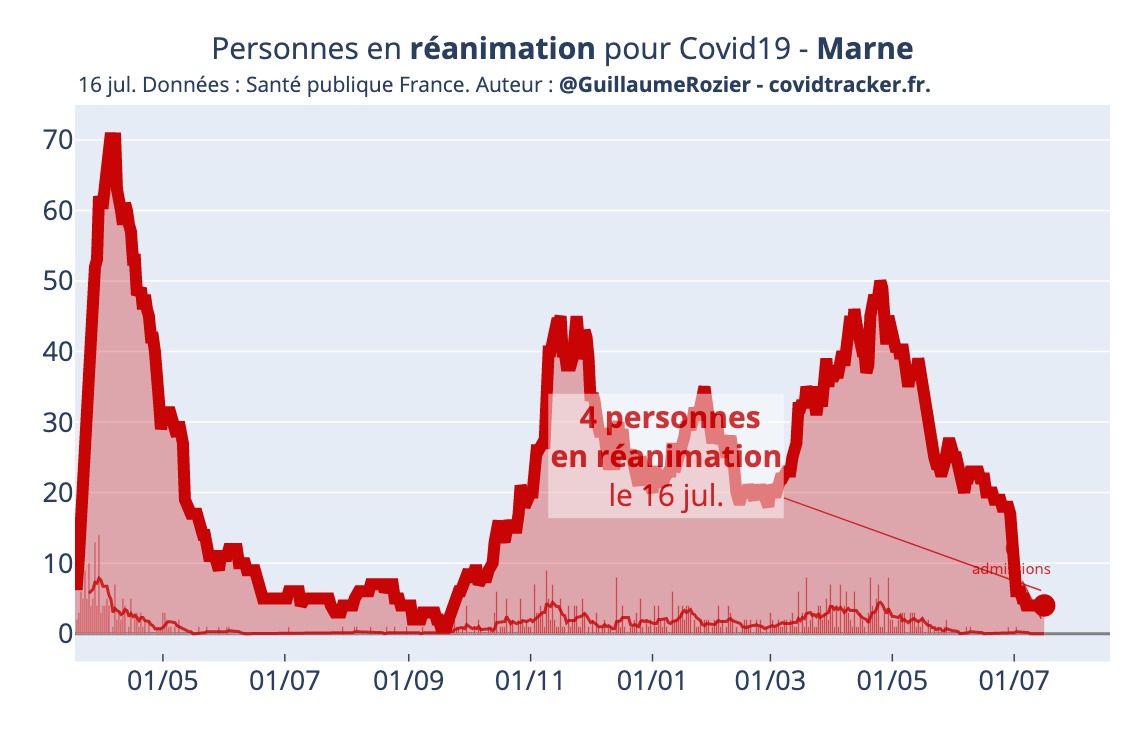 Personnes en réanimation pour Covid19 - Marne
16 jul. Données : Santé publique France. Auteur : @GuillaumeRozier - covidtracker.fr.
70
60
50
40
30
20
10
0
4 personnes
en réanimation
le 16 jul.
admissions
01/05 01/07 01/09 01/11 01/01 01/03 01/05 01/07